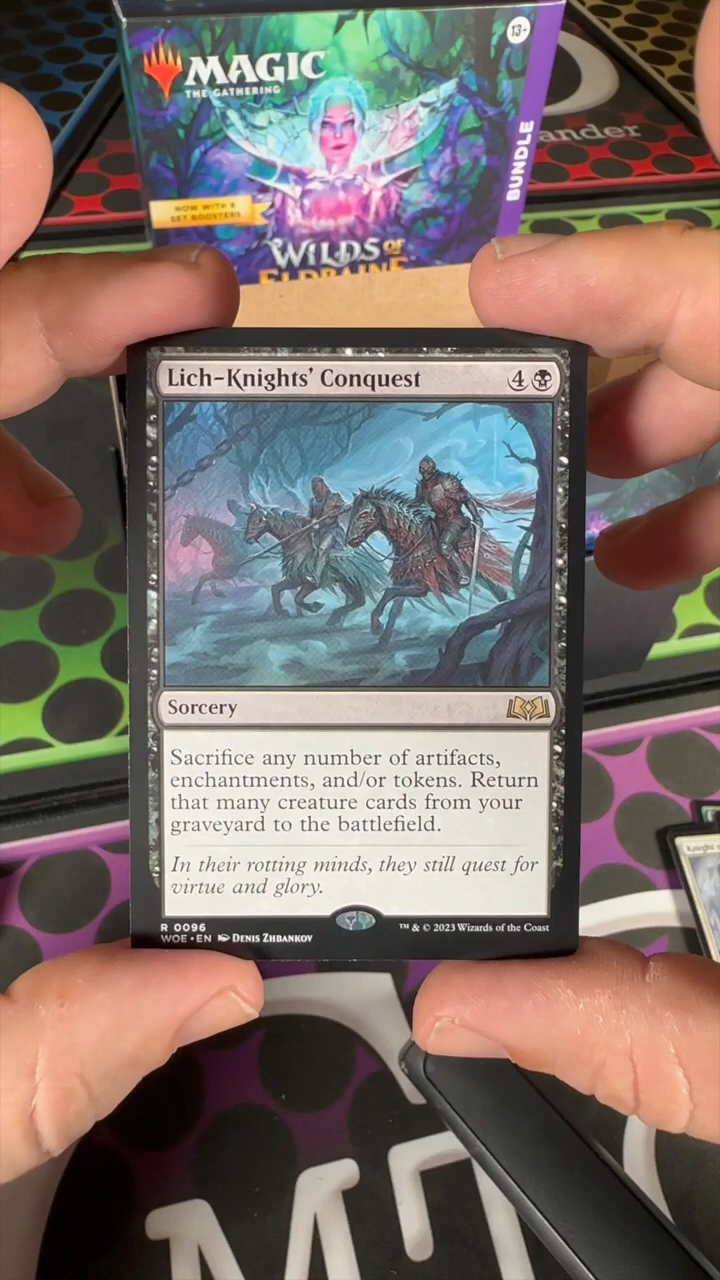 MAGIC
THE GATHERING
13+
BUNDLE
ander
NOW WITH 8
SET BOOSTERS
WILDS OF
ELDRAINE
Lich-Knights' Conquest 4
Sorcery
Sacrifice any number of artifacts,
enchantments, and/or tokens. Return
that many creature cards from your
graveyard to the battlefield.
In their rotting minds, they still quest for
virtue and glory.
R 0096
WOE • EN DENIS ZHBANKOV
™ & © 2023 Wizards of the Coast
Knight
MT